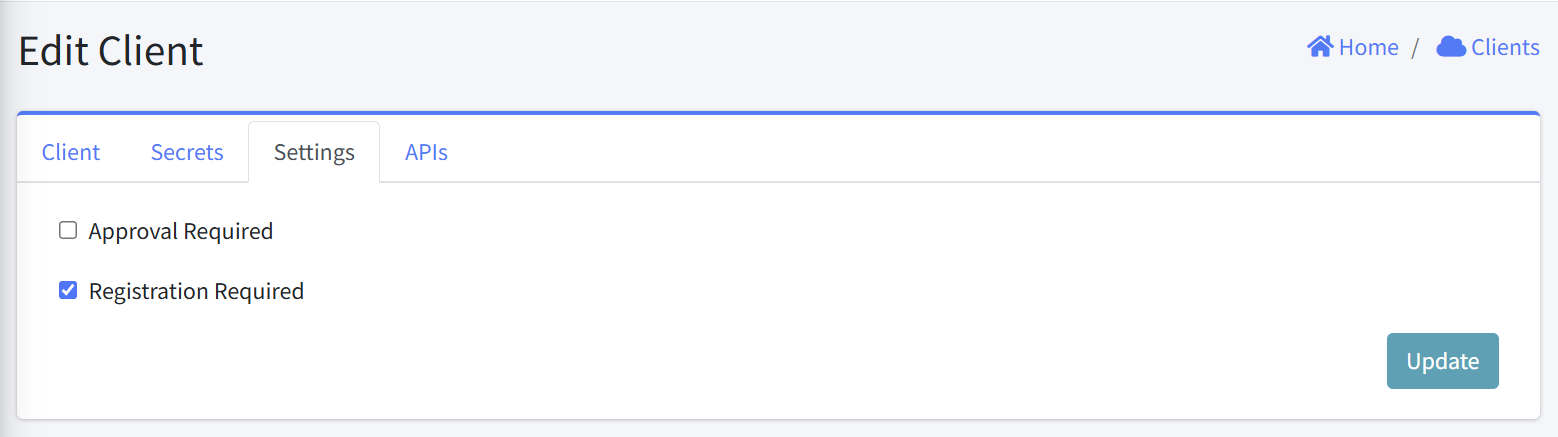 Edit Client
Home / Clients
Client Secrets Settings APIs
Approval Required
Registration Required
Update